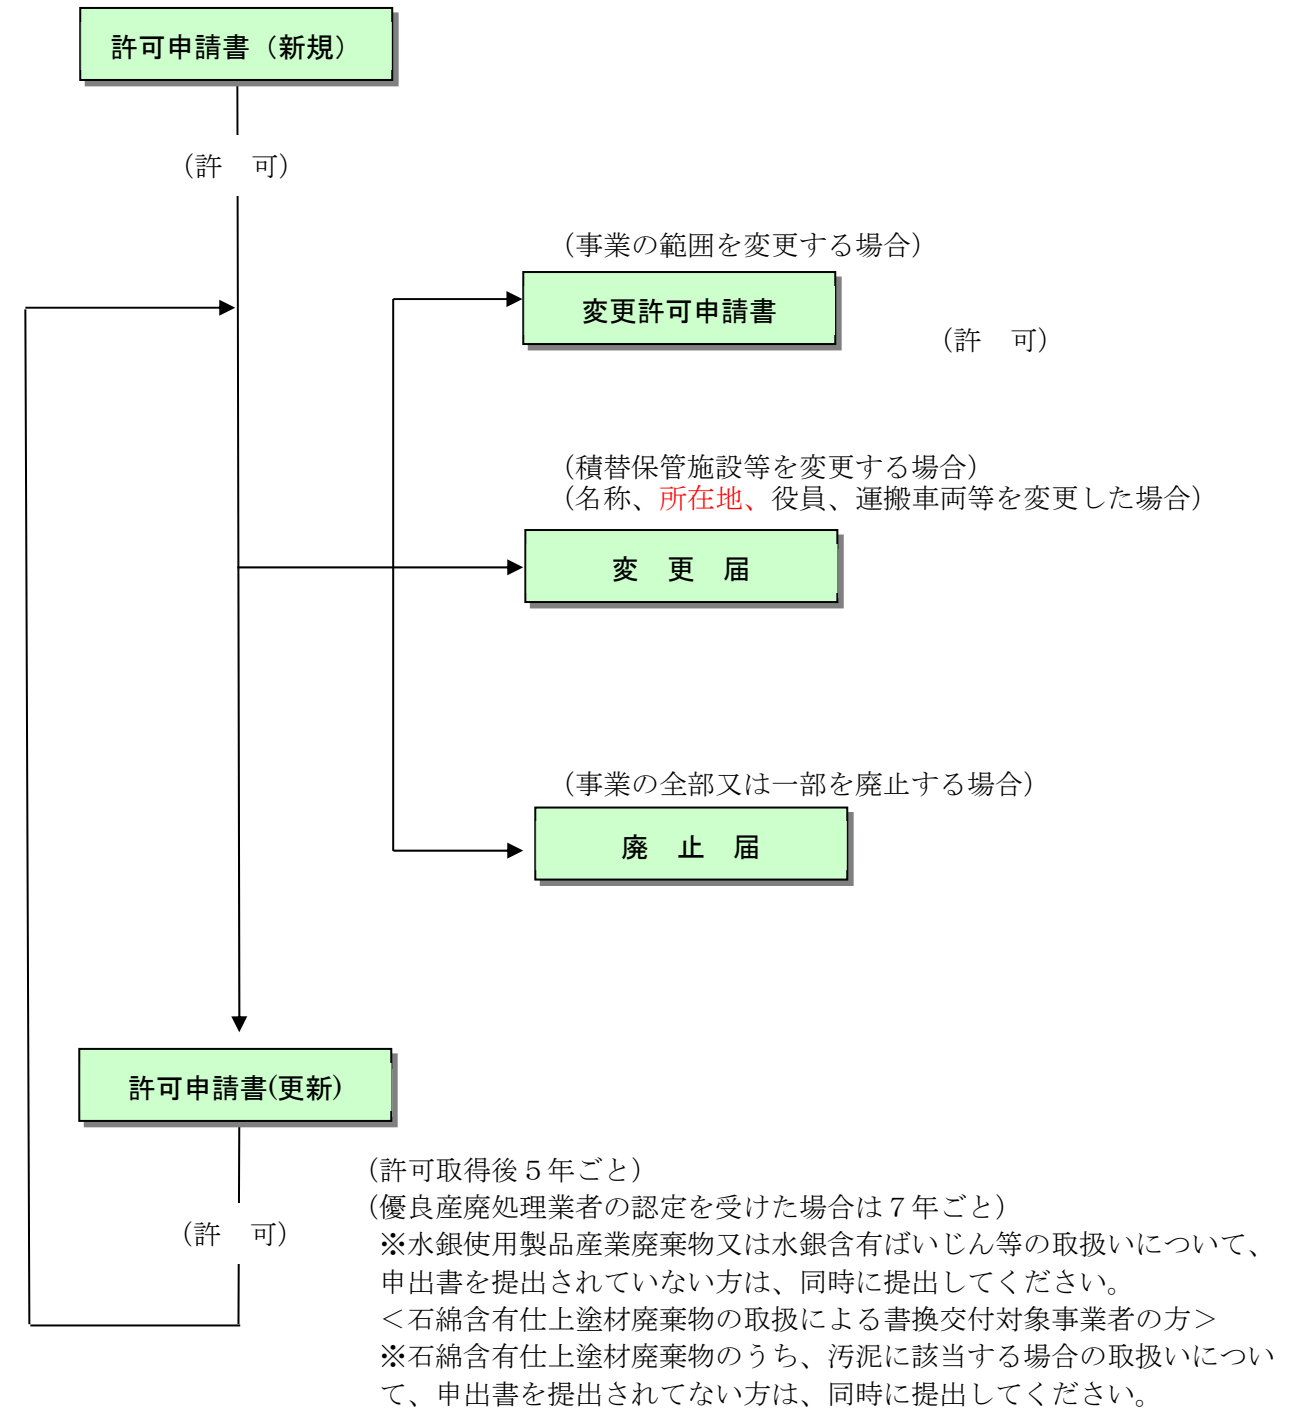 許可申請書（新規）
（許　可）
（事業の範囲を変更する場合）
変更許可申請書
（許　可）
（積替保管施設等を変更する場合）
（名称、所在地、役員、運搬車両等を変更した場合）
変　更　届
（事業の全部又は一部を廃止する場合）
廃　止　届
許可申請書(更新)
（許可取得後５年ごと）
（優良産廃処理業者の認定を受けた場合は７年ごと）
（許　可）
※水銀使用製品産業廃棄物又は水銀含有ばいじん等の取扱いについて、
申出書を提出されていない方は、同時に提出してください。
＜石綿含有仕上塗材廃棄物の取扱による書換交付対象事業者の方＞
※石綿含有仕上塗材廃棄物のうち、汚泥に該当する場合の取扱いについ
て、申出書を提出されてない方は、同時に提出してください。